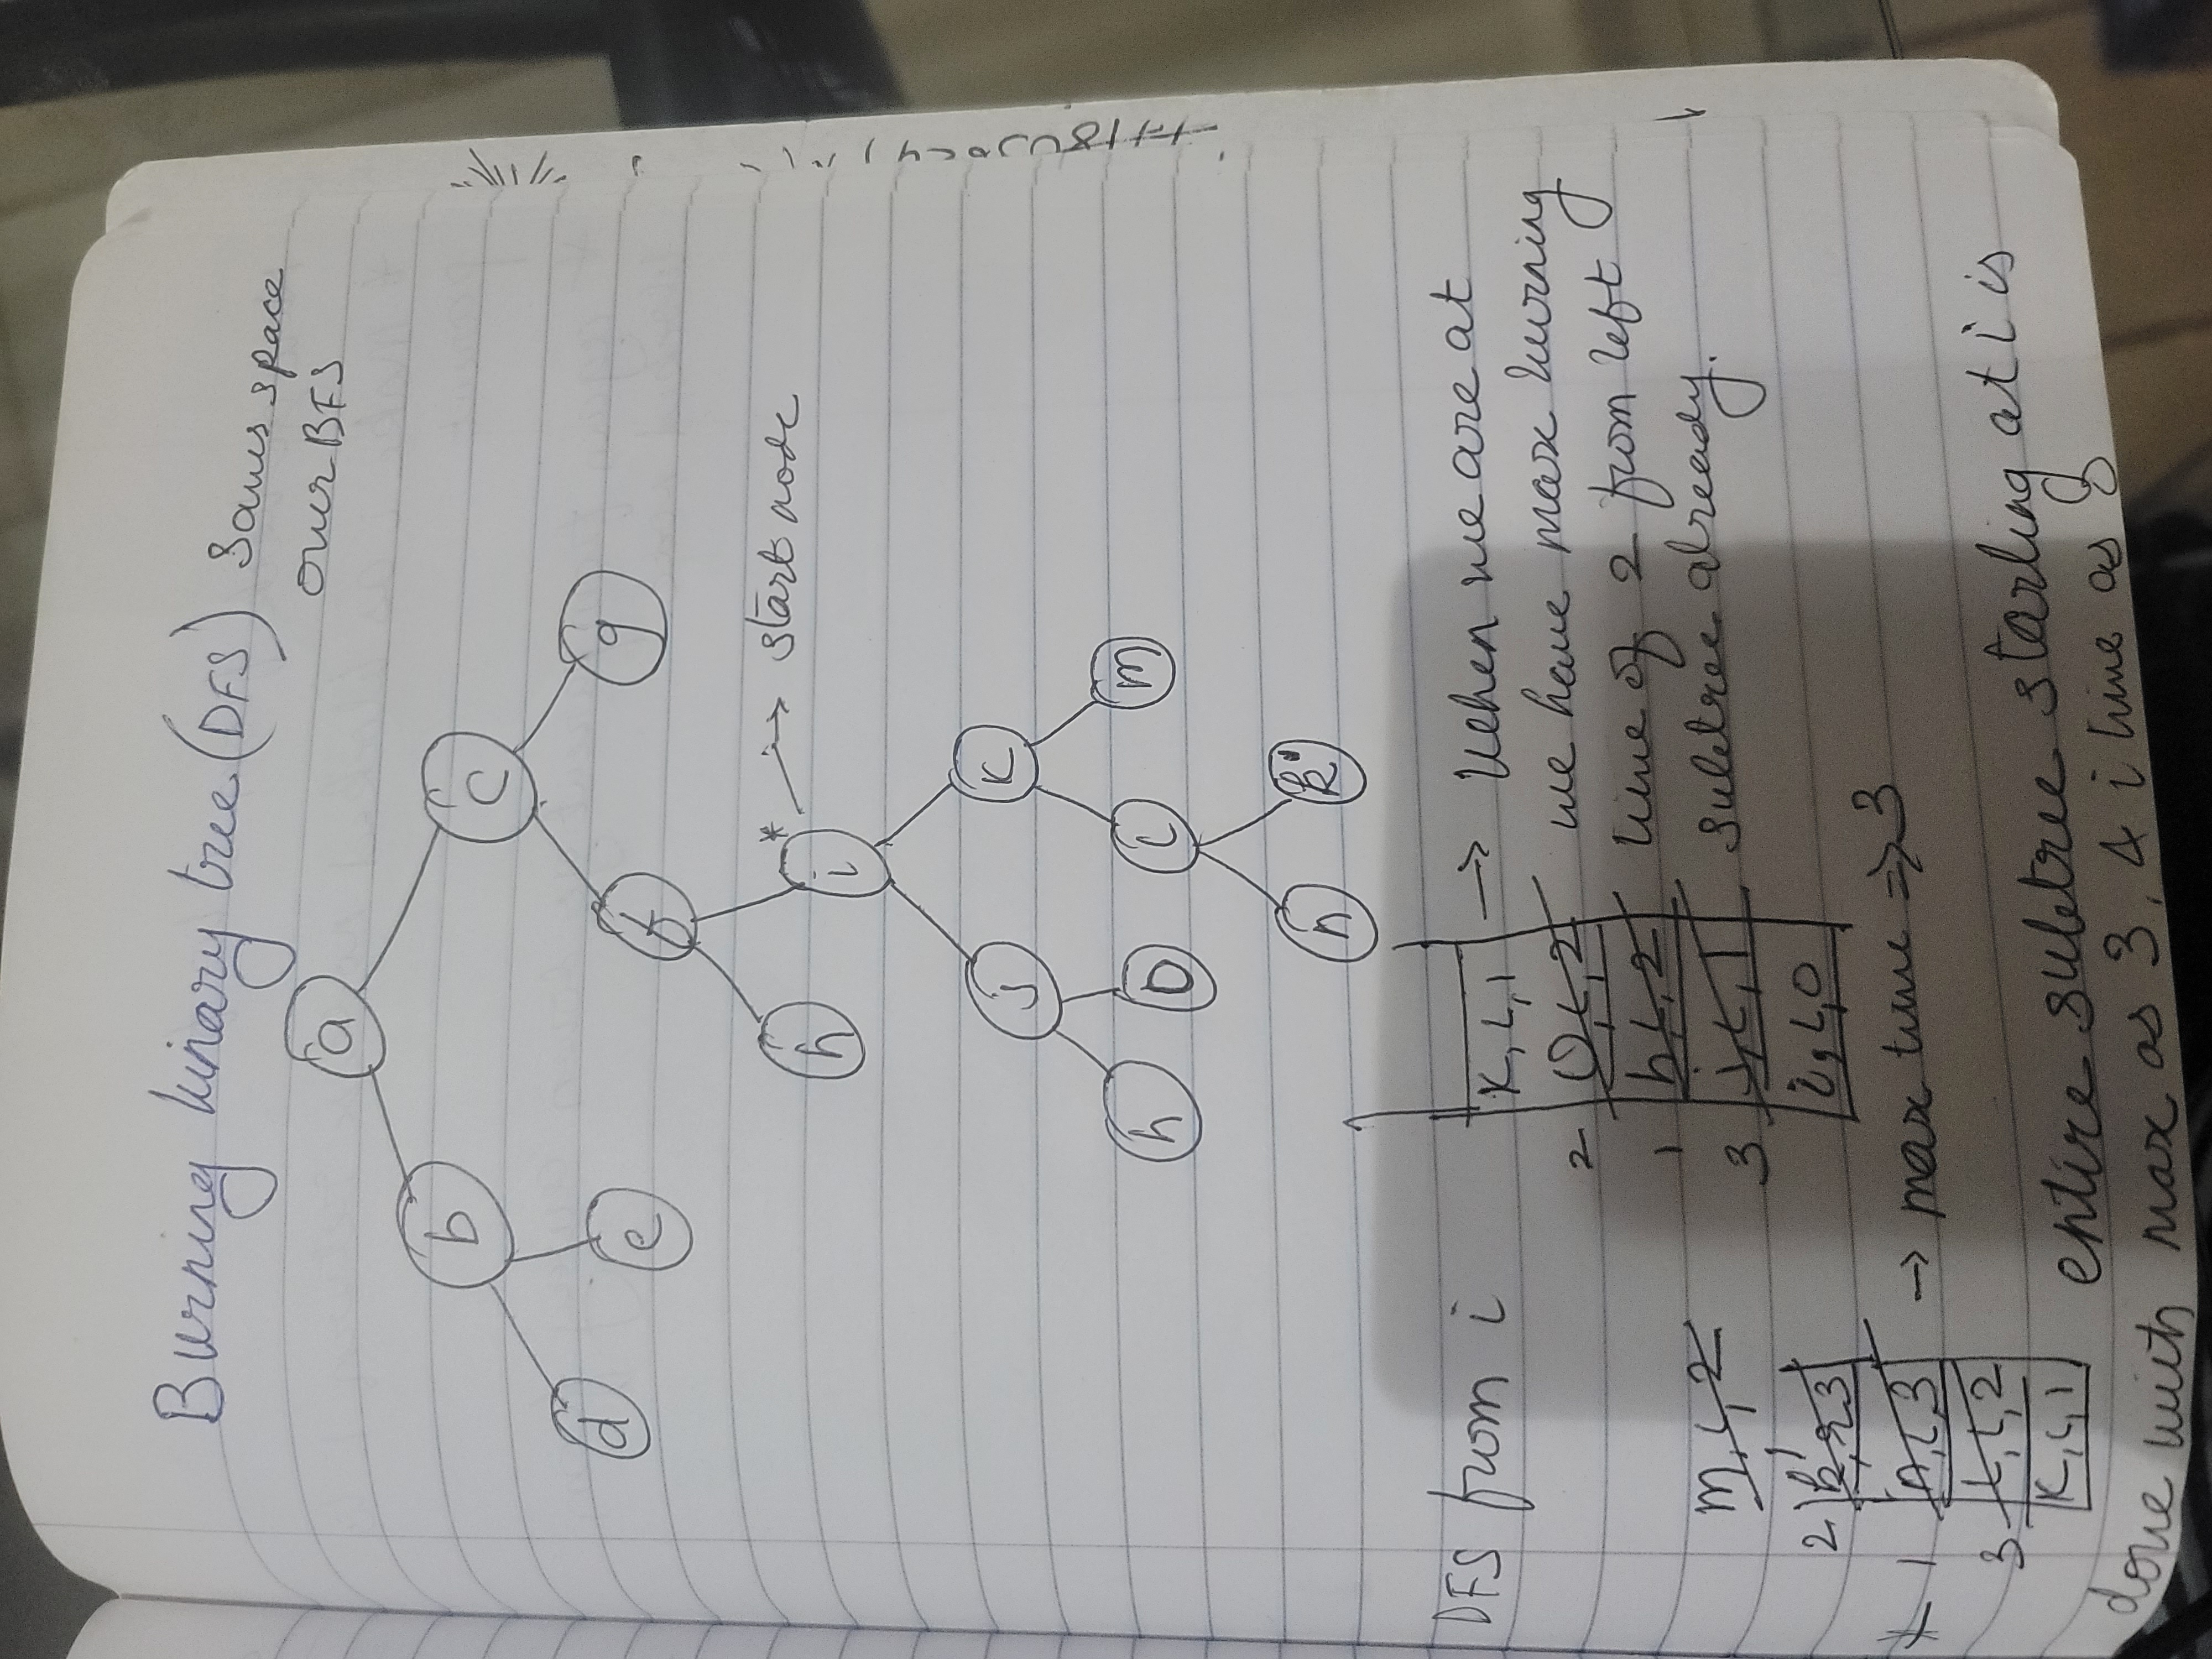 Burning binary tree (DFS) Saves space
over BFS
a
b
c
d
e
f
g
h
i * → start node
j
k
h
o
l
m
n
k'
DFS from i
K, L, 1 → When we are at
2 O, L, 2 we have max burning
1 h, L, 2 time of 2 from left
m, L, 2
3 j, L, 1 subtree already.
i, L, 0
2 k', r 3
* 1 n, L, 3 → max time => 3
3 L, L, 2
K, L, 1
entire subtree starting at i is
done with max as 3, & i time as